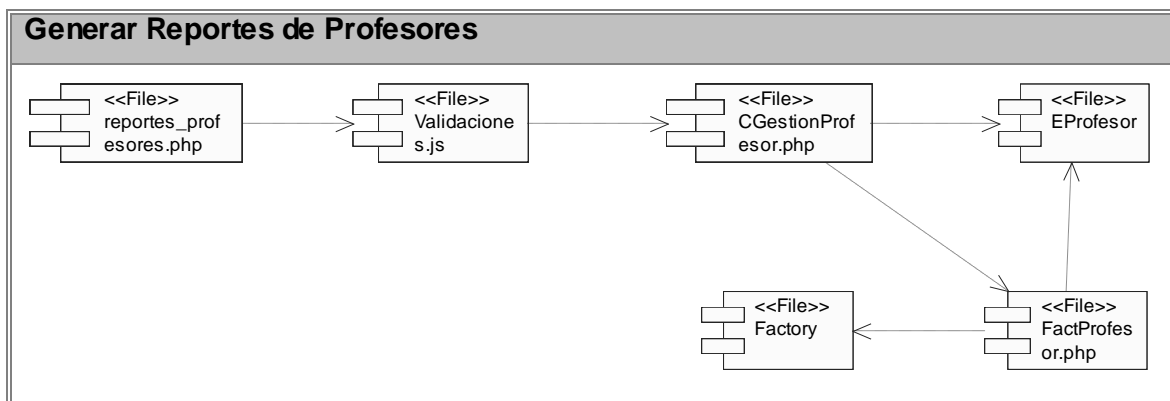 Generar Reportes de Profesores
<<File>>
reportes_prof
esores.php
<<File>>
Validacione
s.js
<<File>>
CGestionProf
esor.php
<<File>>
EProfesor
<<File>>
Factory
<<File>>
FactProfes
or.php